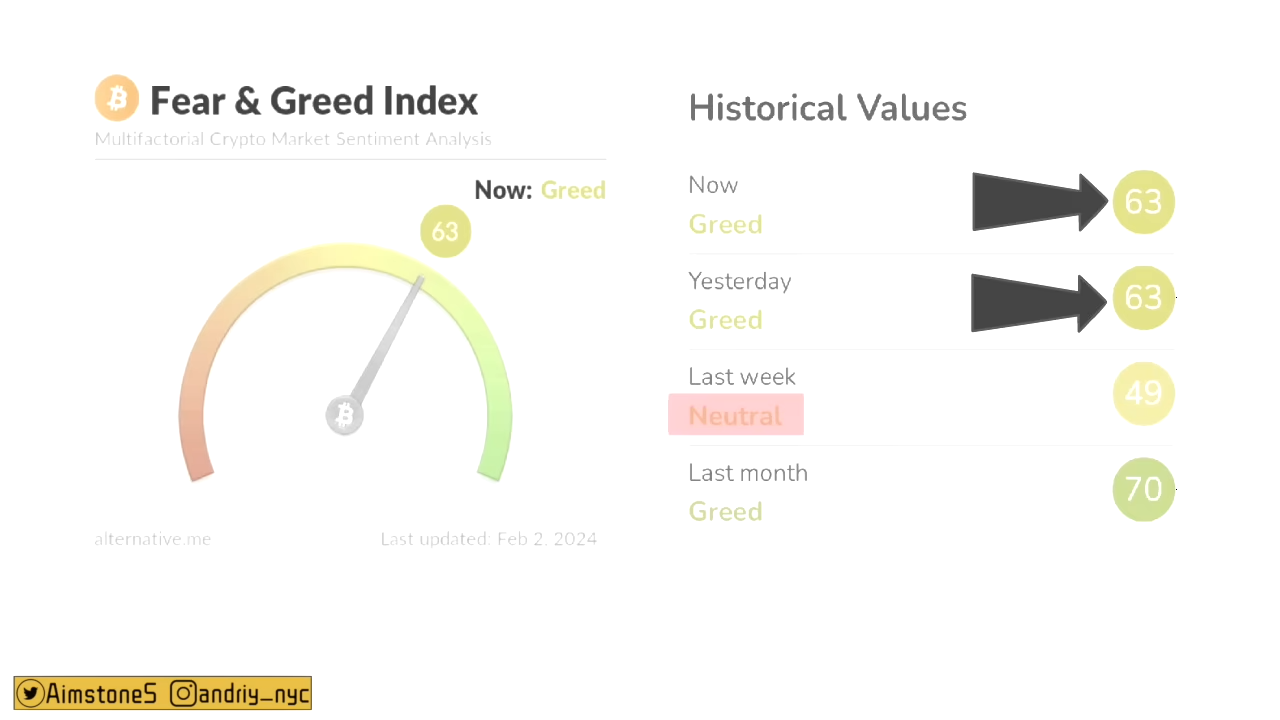 Fear & Greed Index
Multifactorial Crypto Market Sentiment Analysis
Now: Greed
63
alternative.me
Last updated: Feb 2, 2024
Historical Values
Now
Greed
63
Yesterday
Greed
63
Last week
Neutral
49
Last month
Greed
70
AimstoneS andriy_nyc